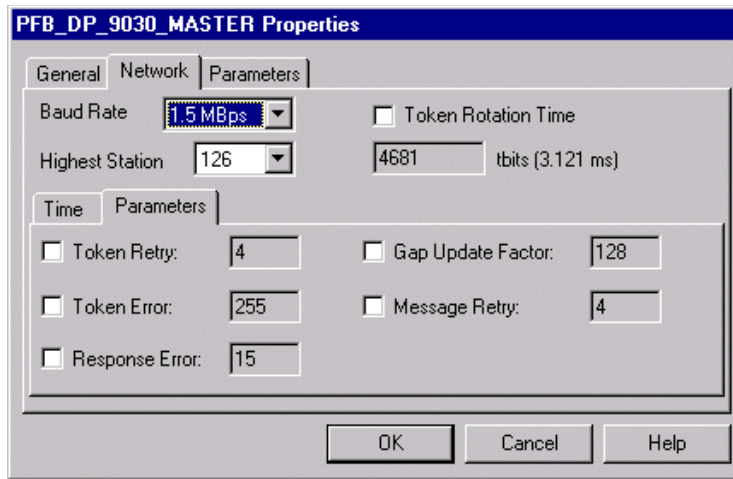 PFB_DP_9030_MASTER Properties
General Network Parameters
Baud Rate 1.5 MBps Token Rotation Time
Highest Station 126 4681 tbits (3.121 ms)
Time Parameters
Token Retry: 4 Gap Update Factor: 128
Token Error: 255 Message Retry: 4
Response Error: 15
OK Cancel Help